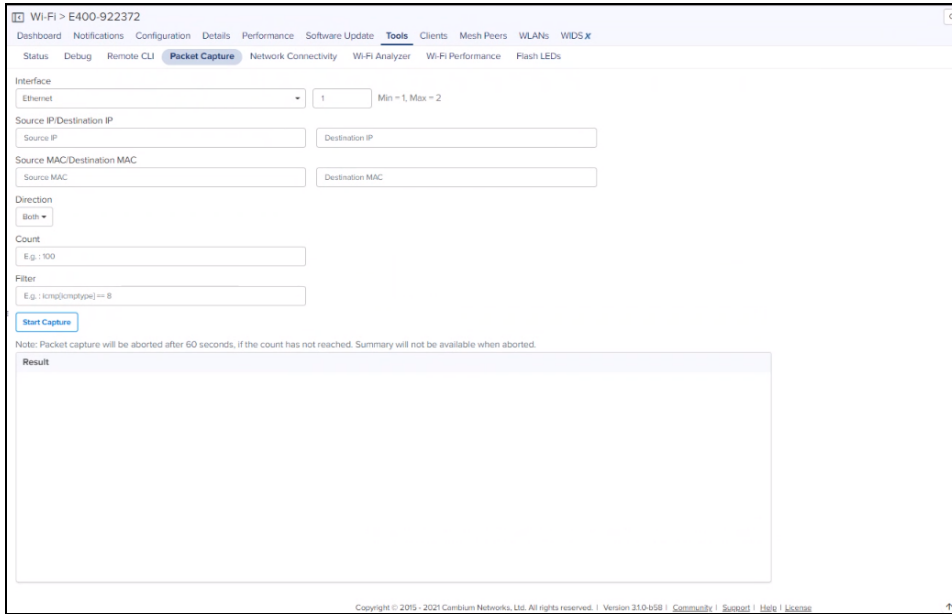 Wi-Fi > E400-922372
Dashboard Notifications Configuration Details Performance Software Update Tools Clients Mesh Peers WLANs WIDS X
Status Debug Remote CLI Packet Capture Network Connectivity Wi-Fi Analyzer Wi-Fi Performance Flash LEDs
Interface
Ethernet 1 Min = 1, Max = 2
Source IP/Destination IP
Source IP Destination IP
Source MAC/Destination MAC
Source MAC Destination MAC
Direction
Both
Count
E.g. : 100
Filter
E.g. : icmp[icmptype] == 8
Start Capture
Note: Packet capture will be aborted after 60 seconds, if the count has not reached. Summary will not be available when aborted.
Result
Copyright © 2015 - 2021 Cambium Networks, Ltd. All rights reserved. | Version 3.1.0-b58 | Community | Support | Help | License